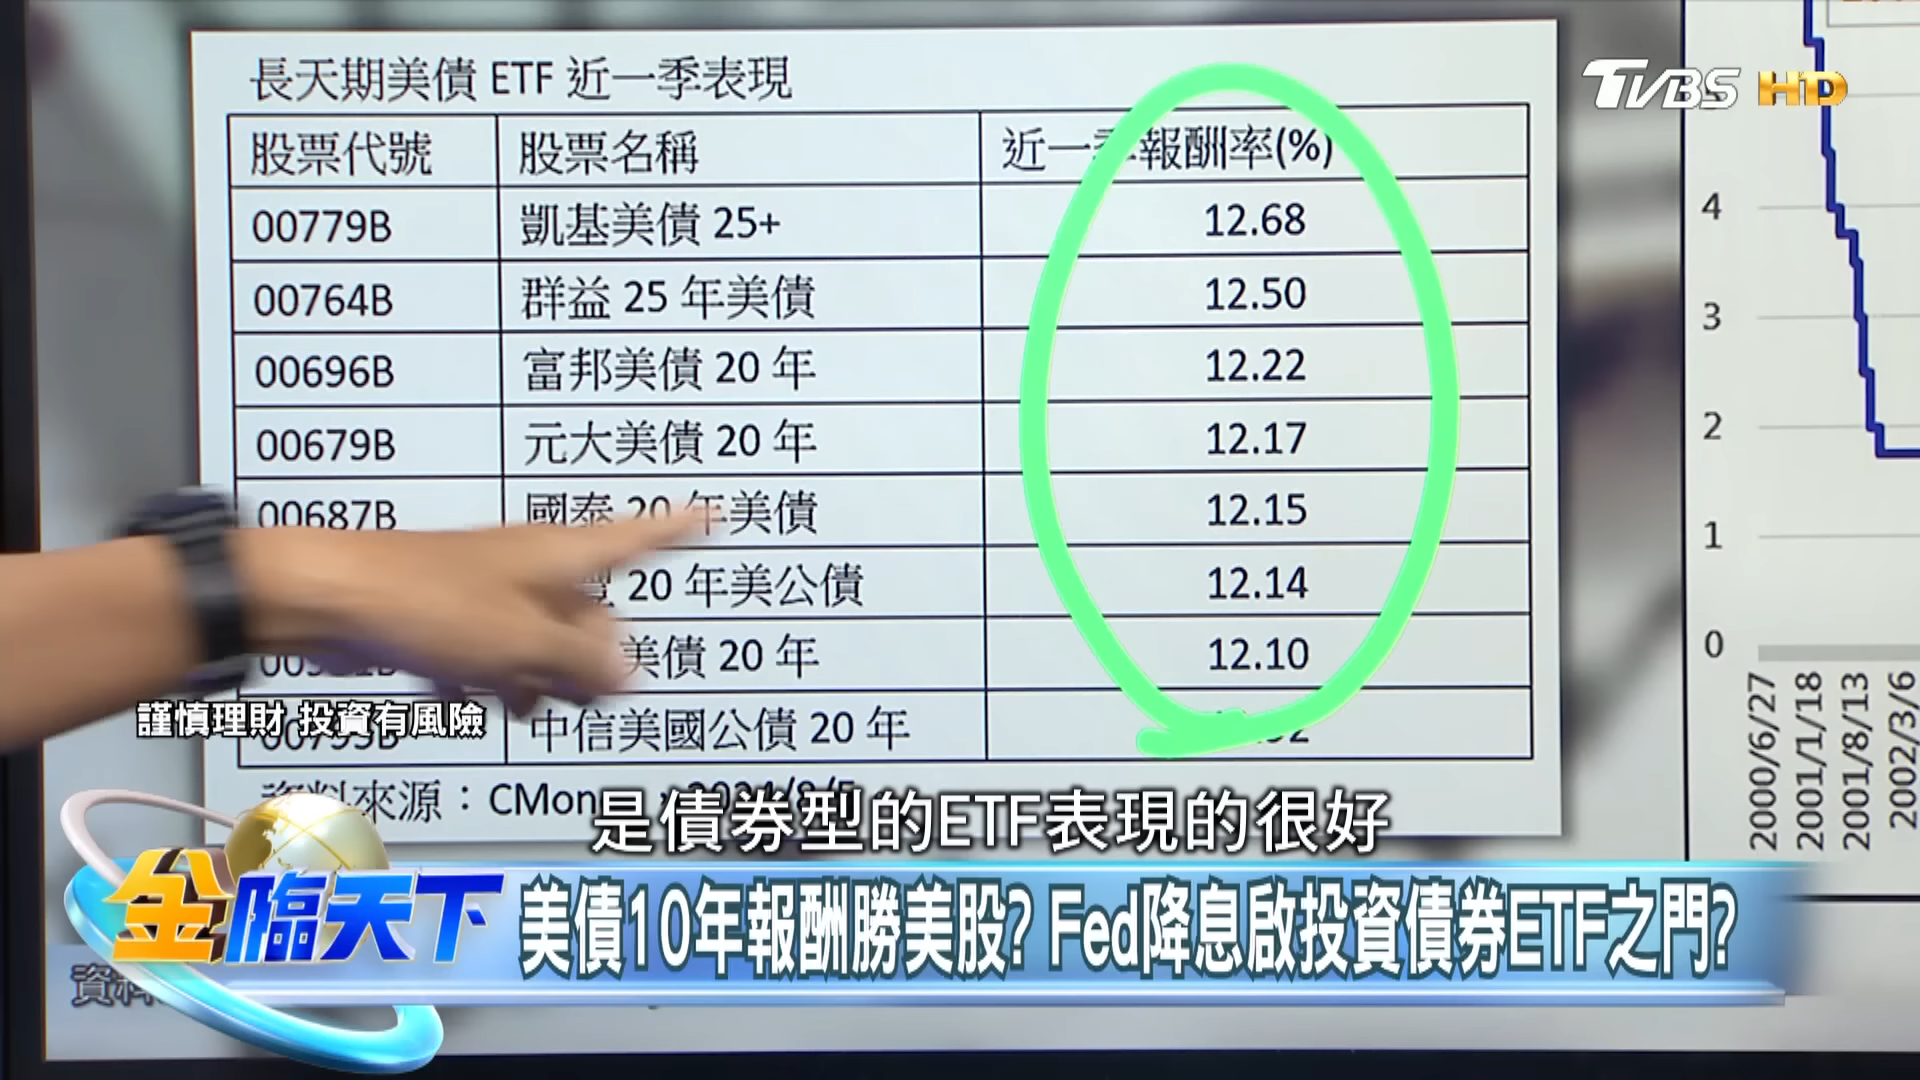 長天期美債 ETF 近一季表現
TVBS HD
股票代號 股票名稱 近一季報酬率(%)
00779B 凱基美債 25+ 12.68
00764B 群益 25 年美債 12.50
00696B 富邦美債 20 年 12.22
00679B 元大美債 20 年 12.17
00687B 國泰 20 年美債 12.15
20 年美公債 12.14
美債 20 年 12.10
00795B 中信美國公債 20 年
謹慎理財 投資有風險
資料來源：CMoney
4
3
2
1
0
2000/6/27
2001/1/18
2001/8/13
2002/3/6
是債券型的ETF表現的很好
金臨天下
美債10年報酬勝美股? Fed降息啟投資債券ETF之門?